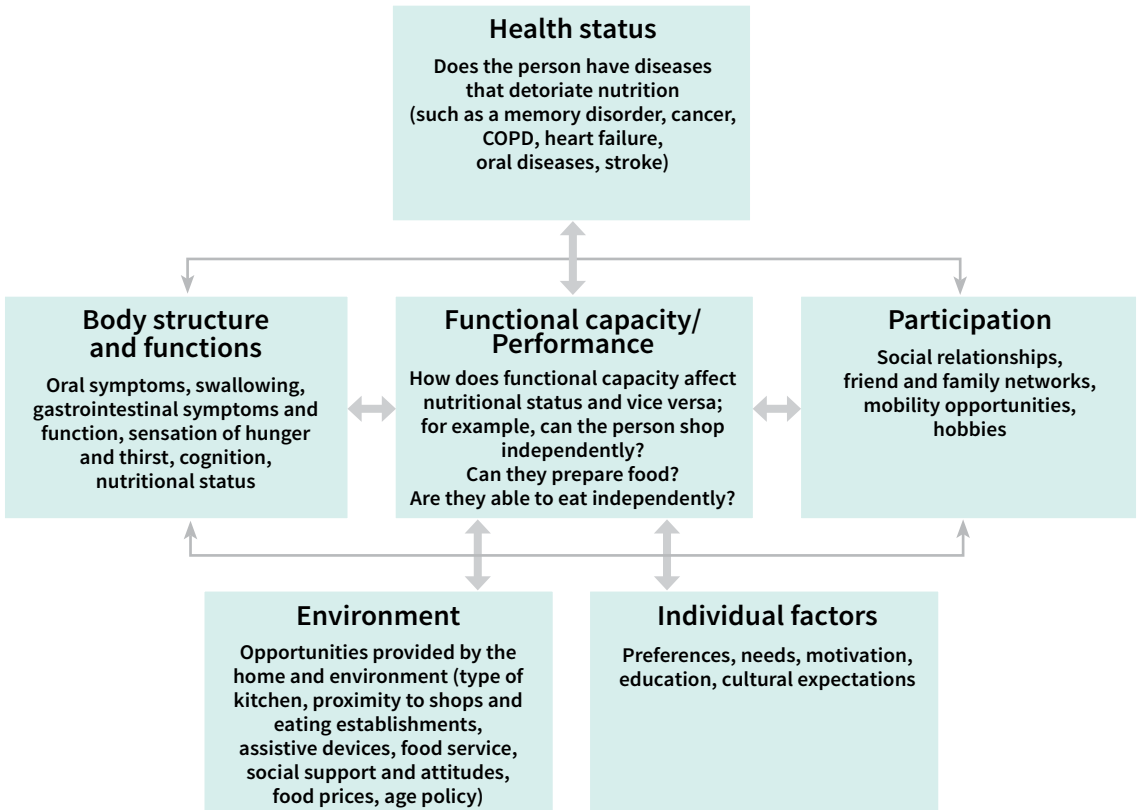 Health status
Does the person have diseases
that detoriate nutrition
(such as a memory disorder, cancer,
COPD, heart failure,
oral diseases, stroke)
Body structure
and functions
Oral symptoms, swallowing,
gastrointestinal symptoms and
function, sensation of hunger
and thirst, cognition,
nutritional status
Functional capacity/
Performance
How does functional capacity affect
nutritional status and vice versa;
for example, can the person shop
independently?
Can they prepare food?
Are they able to eat independently?
Participation
Social relationships,
friend and family networks,
mobility opportunities,
hobbies
Environment
Opportunities provided by the
home and environment (type of
kitchen, proximity to shops and
eating establishments,
assistive devices, food service,
social support and attitudes,
food prices, age policy)
Individual factors
Preferences, needs, motivation,
education, cultural expectations